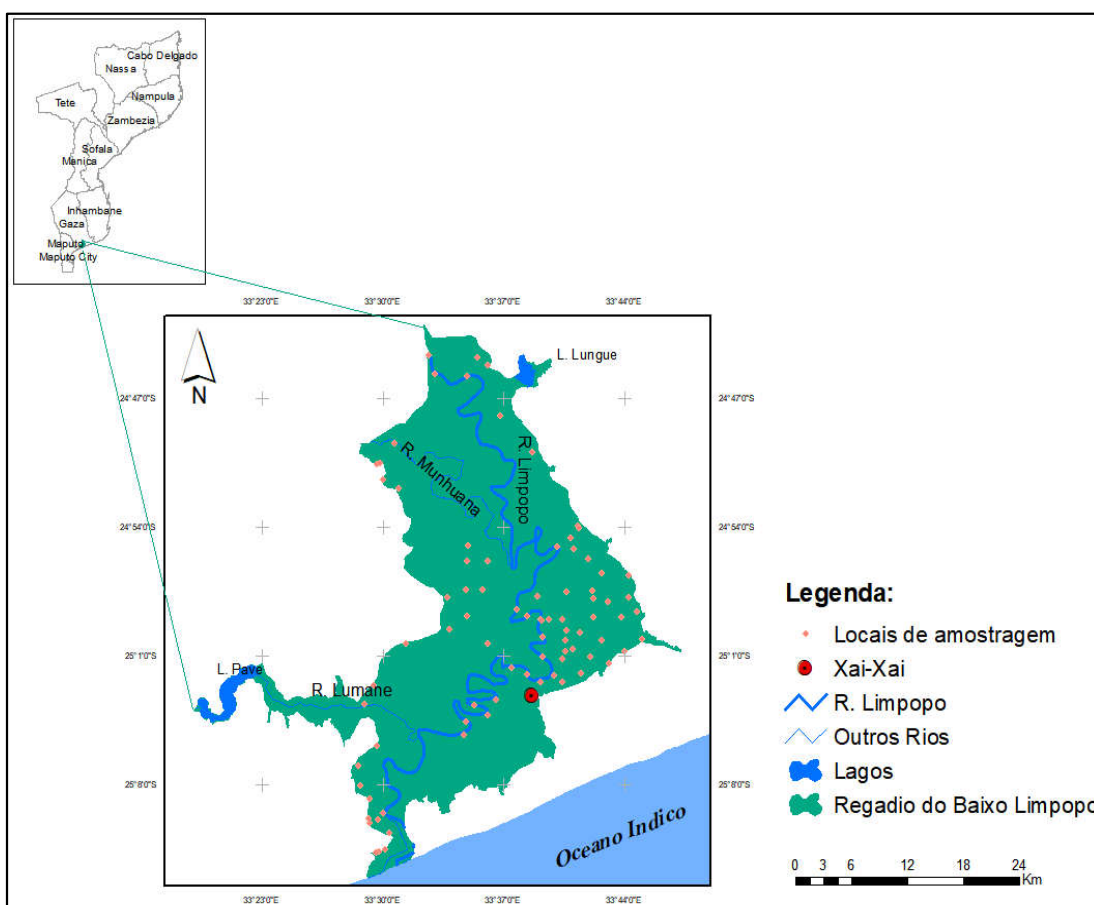 Cabo Delgado
Nassa
Nampula
Tete
Zambezia
Sofala
Manica
Inhambane
Gaza
Maputo
Maputo City
33°23'0"E
33°30'0"E
33°37'0"E
33°44'0"E
N
L. Lungue
24°47'0"S
24°47'0"S
R. Munhuana
R. Limpopo
24°54'0"S
24°54'0"S
25°1'0"S
25°1'0"S
L. Pave
R. Lumane
25°8'0"S
25°8'0"S
Oceano Indico
33°23'0"E
33°30'0"E
33°37'0"E
33°44'0"E
Legenda:
Locais de amostragem
Xai-Xai
R. Limpopo
Outros Rios
Lagos
Regadio do Baixo Limpopo
0 3 6 12 18 24
Km